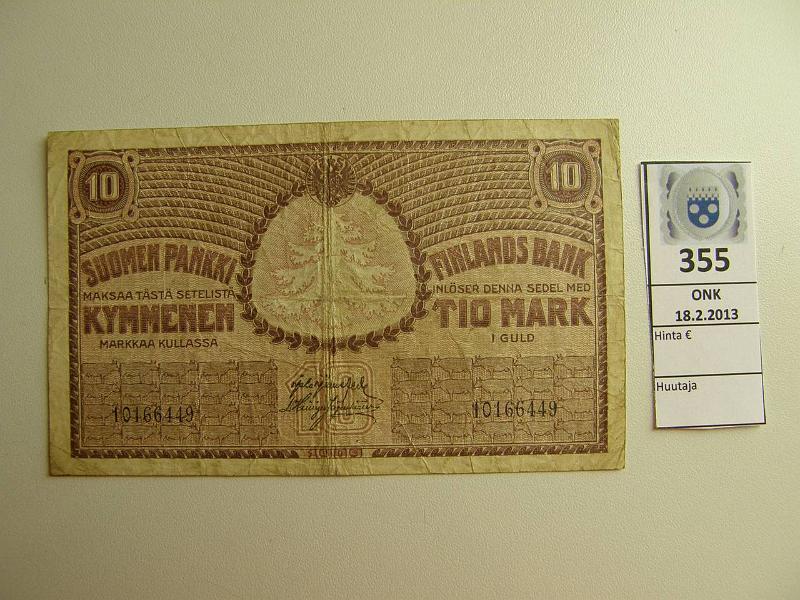 10
10
SUOMEN PANKKI
MAKSAA TÄSTÄ SETELISTÄ
KYMMENEN
MARKKAA KULLASSA
FINLANDS BANK
INLÖSER DENNA SEDEL MED
TIO MARK
I GULD
10
10166449
10166449
355
ONK
18.2.2013
Hinta €
Huutaja